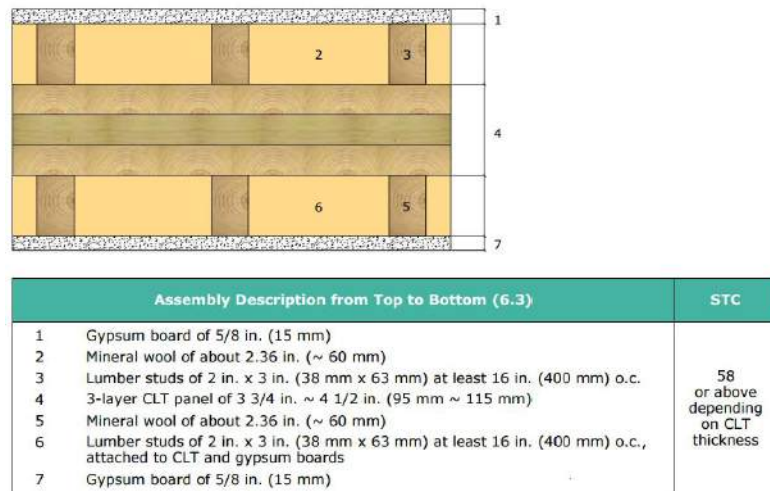 1
2
3
4
6
5
7
Assembly Description from Top to Bottom (6.3)
STC
1 Gypsum board of 5/8 in. (15 mm)
2 Mineral wool of about 2.36 in. (~ 60 mm)
3 Lumber studs of 2 in. x 3 in. (38 mm x 63 mm) at least 16 in. (400 mm) o.c.
4 3-layer CLT panel of 3 3/4 in. ~ 4 1/2 in. (95 mm ~ 115 mm)
5 Mineral wool of about 2.36 in. (~ 60 mm)
6 Lumber studs of 2 in. x 3 in. (38 mm x 63 mm) at least 16 in. (400 mm) o.c.,
attached to CLT and gypsum boards
7 Gypsum board of 5/8 in. (15 mm)
58
or above
depending
on CLT
thickness